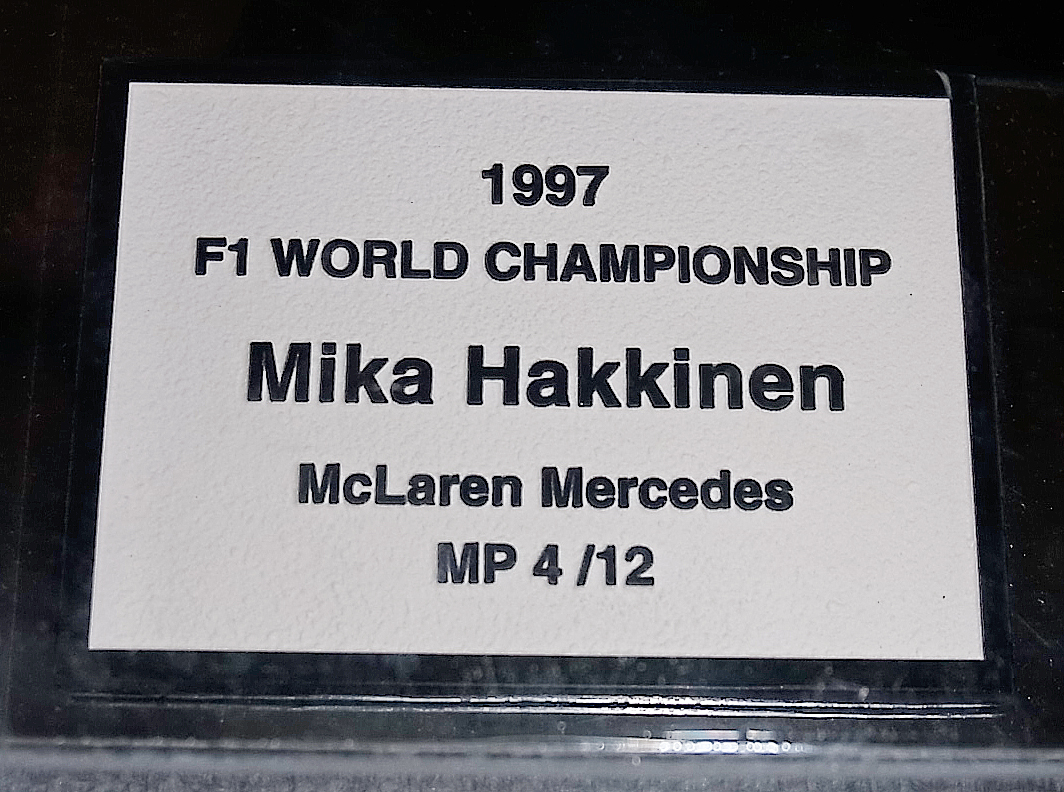 1997
F1 WORLD CHAMPIONSHIP
Mika Hakkinen
McLaren Mercedes
MP 4 /12